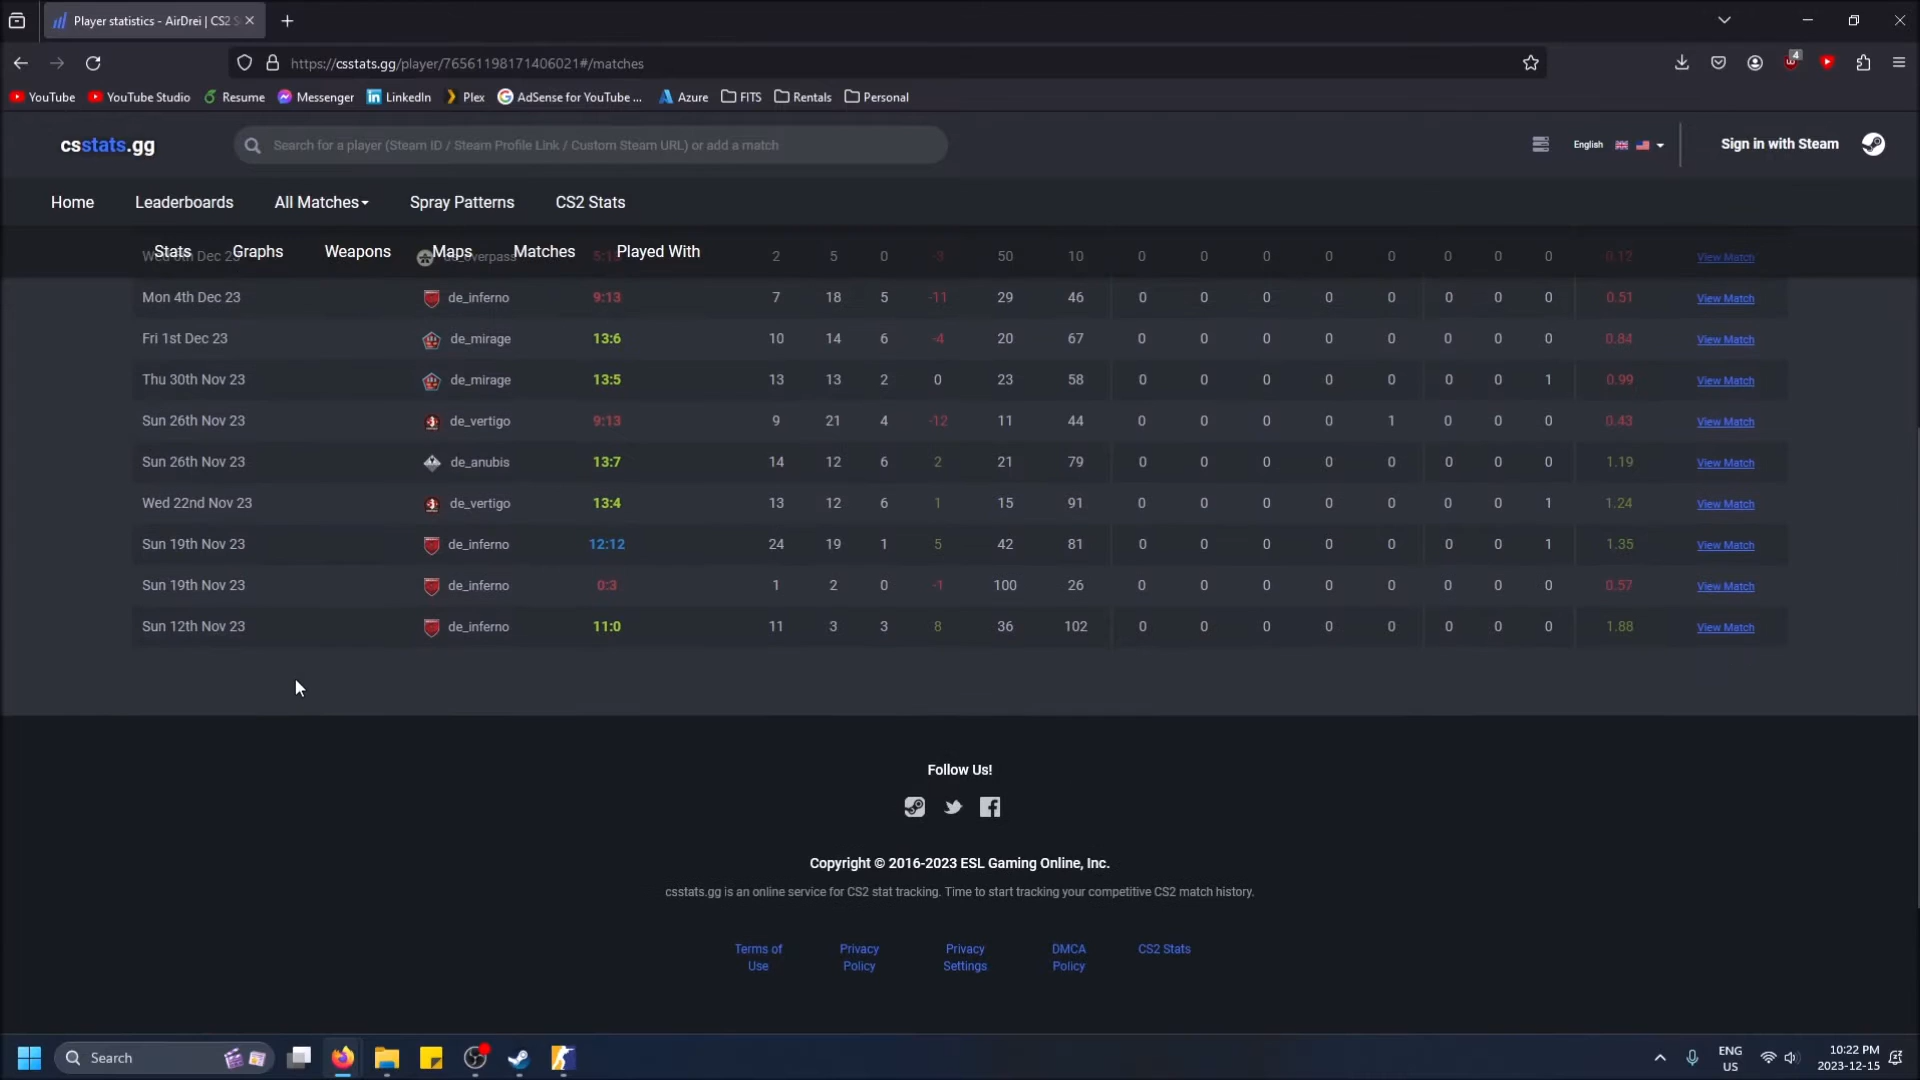 Player statistics - AirDrei | CS2 S
https://csstats.gg/player/76561198171406021#/matches
4
YouTube YouTube Studio Resume Messenger LinkedIn Plex AdSense for YouTube ... Azure FITS Rentals Personal
csstats.gg Search for a player (Steam ID / Steam Profile Link / Custom Steam URL) or add a match English Sign in with Steam
Home Leaderboards All Matches Spray Patterns CS2 Stats
Stats Graphs Weapons Maps Matches Played With
2 5 0 -3 50 10 0 0 0 0 0 0 0 0 0.12 View Match
Mon 4th Dec 23 de_inferno 9:13 7 18 5 -11 29 46 0 0 0 0 0 0 0 0 0.51 View Match
Fri 1st Dec 23 de_mirage 13:6 10 14 6 -4 20 67 0 0 0 0 0 0 0 0 0.84 View Match
Thu 30th Nov 23 de_mirage 13:5 13 13 2 0 23 58 0 0 0 0 0 0 0 1 0.99 View Match
Sun 26th Nov 23 de_vertigo 9:13 9 21 4 -12 11 44 0 0 0 0 1 0 0 0 0.43 View Match
Sun 26th Nov 23 de_anubis 13:7 14 12 6 2 21 79 0 0 0 0 0 0 0 0 1.19 View Match
Wed 22nd Nov 23 de_vertigo 13:4 13 12 6 1 15 91 0 0 0 0 0 0 0 1 1.24 View Match
Sun 19th Nov 23 de_inferno 12:12 24 19 1 5 42 81 0 0 0 0 0 0 0 1 1.35 View Match
Sun 19th Nov 23 de_inferno 0:3 1 2 0 -1 100 26 0 0 0 0 0 0 0 0 0.57 View Match
Sun 12th Nov 23 de_inferno 11:0 11 3 3 8 36 102 0 0 0 0 0 0 0 0 1.88 View Match
Follow Us!
Copyright © 2016-2023 ESL Gaming Online, Inc.
csstats.gg is an online service for CS2 stat tracking. Time to start tracking your competitive CS2 match history.
Terms of Use Privacy Policy Privacy Settings DMCA Policy CS2 Stats
Search ENG US 10:22 PM 2023-12-15